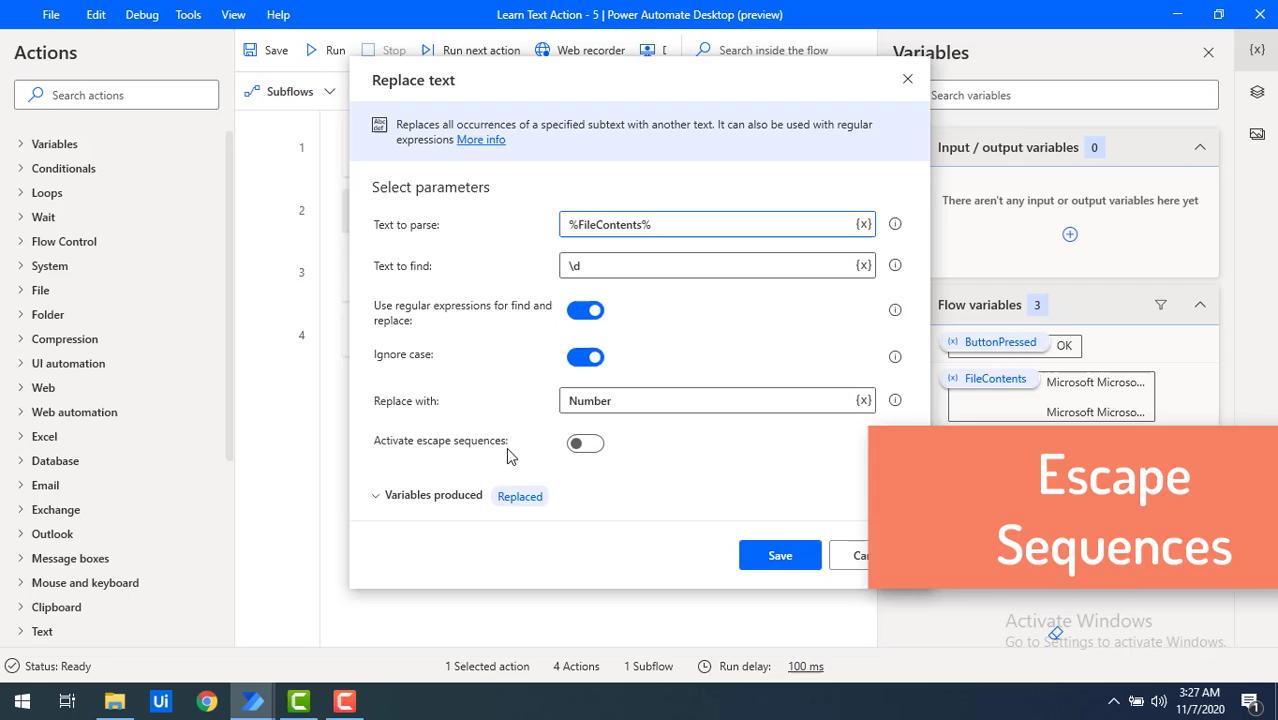 File Edit Debug Tools View Help Learn Text Action - 5 | Power Automate Desktop (preview)
Actions
Save Run Stop Run next action Web recorder D Search inside the flow
Variables {x}
Search actions
Subflows
Search variables
Replace text
Replaces all occurrences of a specified subtext with another text. It can also be used with regular
expressions More info
Select parameters
Text to parse: %FileContents% {x}
Text to find: \d {x}
Use regular expressions for find and
replace:
Ignore case:
Replace with: Number {x}
Activate escape sequences:
Variables produced Replaced
Save Can
Variables
Conditionals
Loops
Wait
Flow Control
System
File
Folder
Compression
UI automation
Web
Web automation
Excel
Database
Email
Exchange
Outlook
Message boxes
Mouse and keyboard
Clipboard
Text
1
2
3
4
Input / output variables 0
There aren't any input or output variables here yet
Flow variables 3
(x) ButtonPressed OK
(x) FileContents Microsoft Microso...
Microsoft Microso...
Escape
Sequences
Activate Windows
Go to Settings to activate Windows.
Status: Ready 1 Selected action 4 Actions 1 Subflow Run delay: 100 ms
Ui
3:27 AM
11/7/2020
1